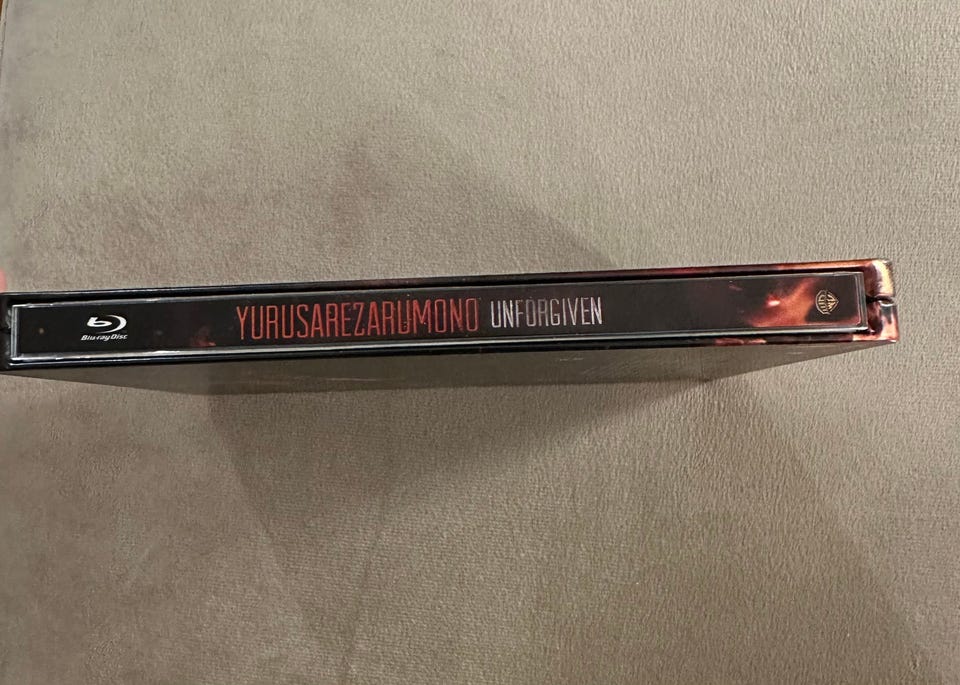 Blu-ray Disc
YURUSAREZARUMONO UNFORGIVEN